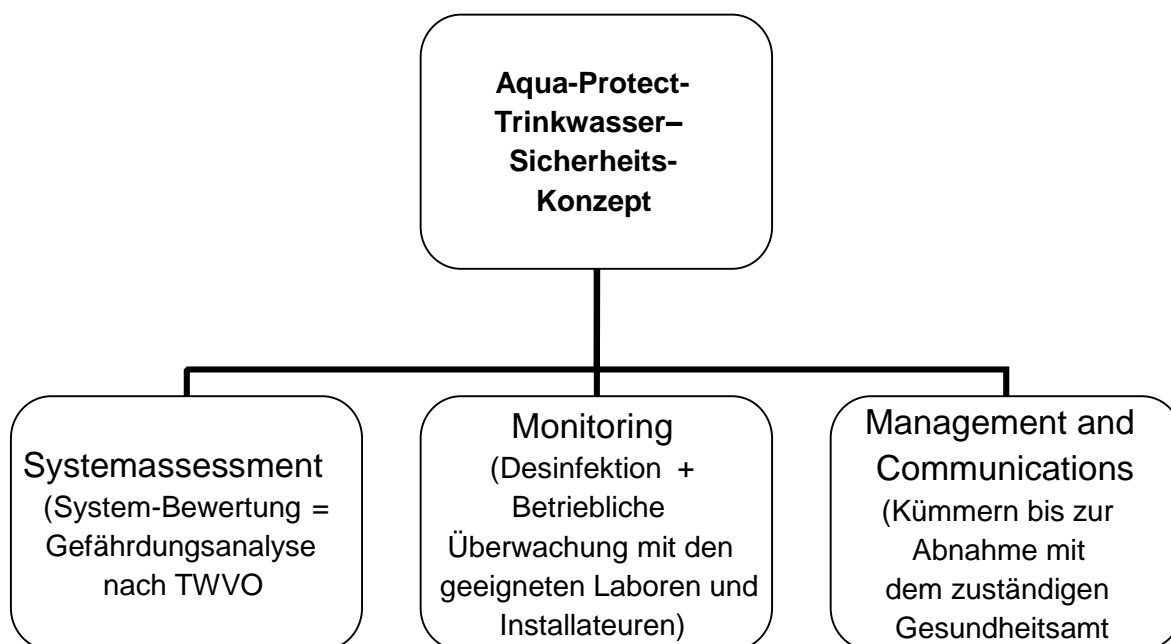 Aqua-Protect-
Trinkwasser–
Sicherheits-
Konzept
Systemassessment
(System-Bewertung =
Gefährdungsanalyse
nach TWVO
Monitoring
(Desinfektion +
Betriebliche
Überwachung mit den
geeigneten Laboren und
Installateuren)
Management and
Communications
(Kümmern bis zur
Abnahme mit
dem zuständigen
Gesundheitsamt